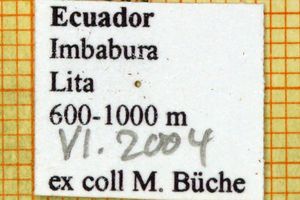 Ecuador
Imbabura
Lita
600-1000 m
VI. 2004
ex coll M. Büche